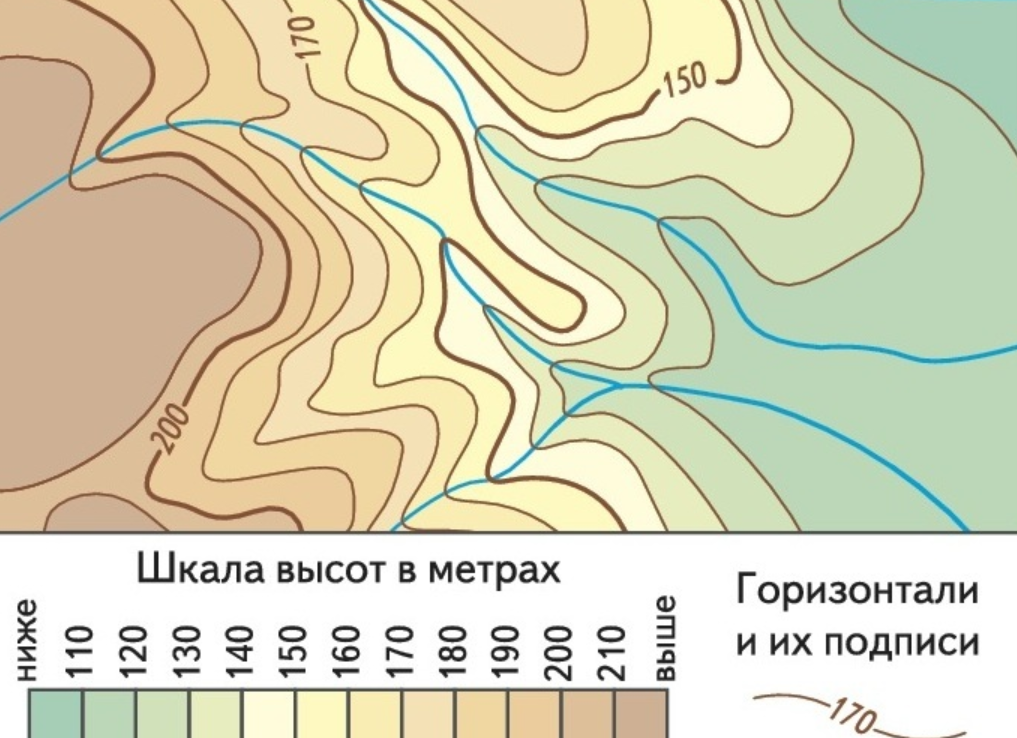 170
150
200
Шкала высот в метрах
ниже 110 120 130 140 150 160 170 180 190 200 210 выше
Горизонтали
и их подписи
170